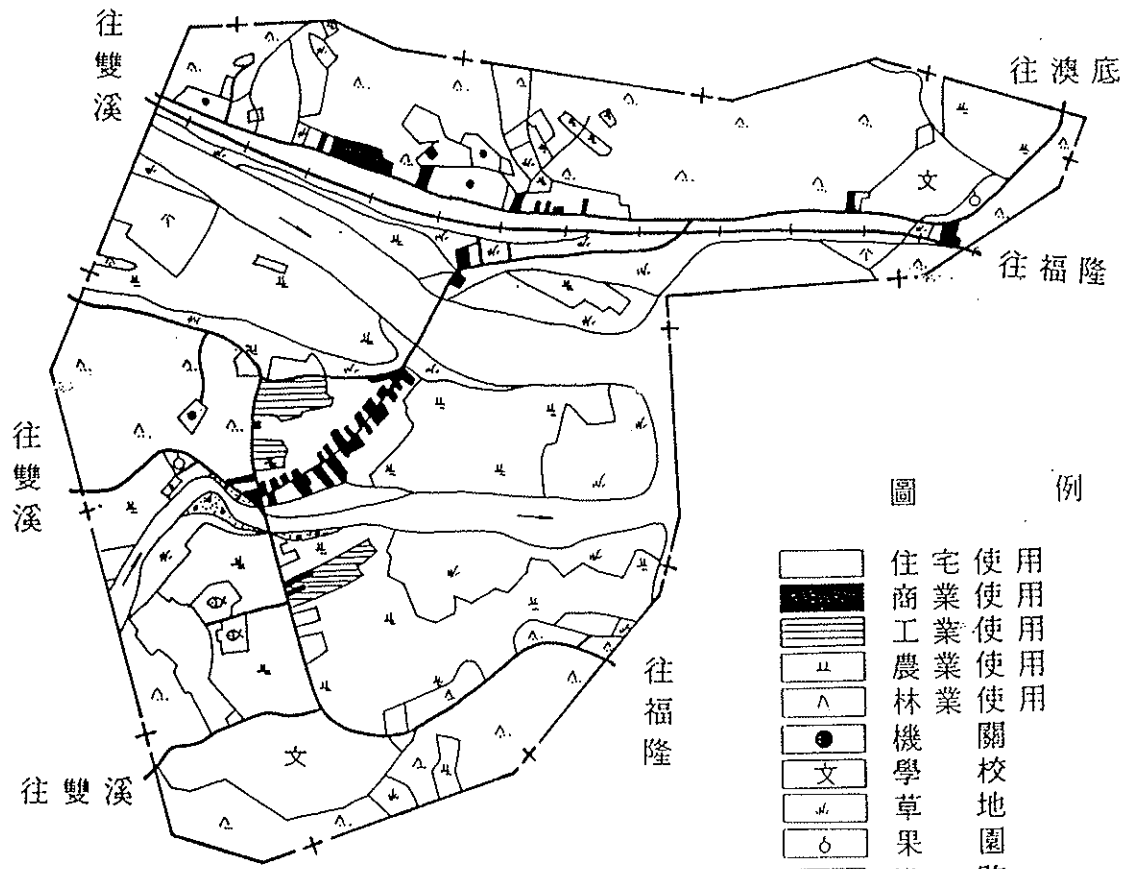 往雙溪
往澳底
往福隆
往雙溪
文
文
往福隆
往雙溪
圖例
住宅使用
商業使用
工業使用
農業使用
林業使用
機關
文 學校
草地
果園